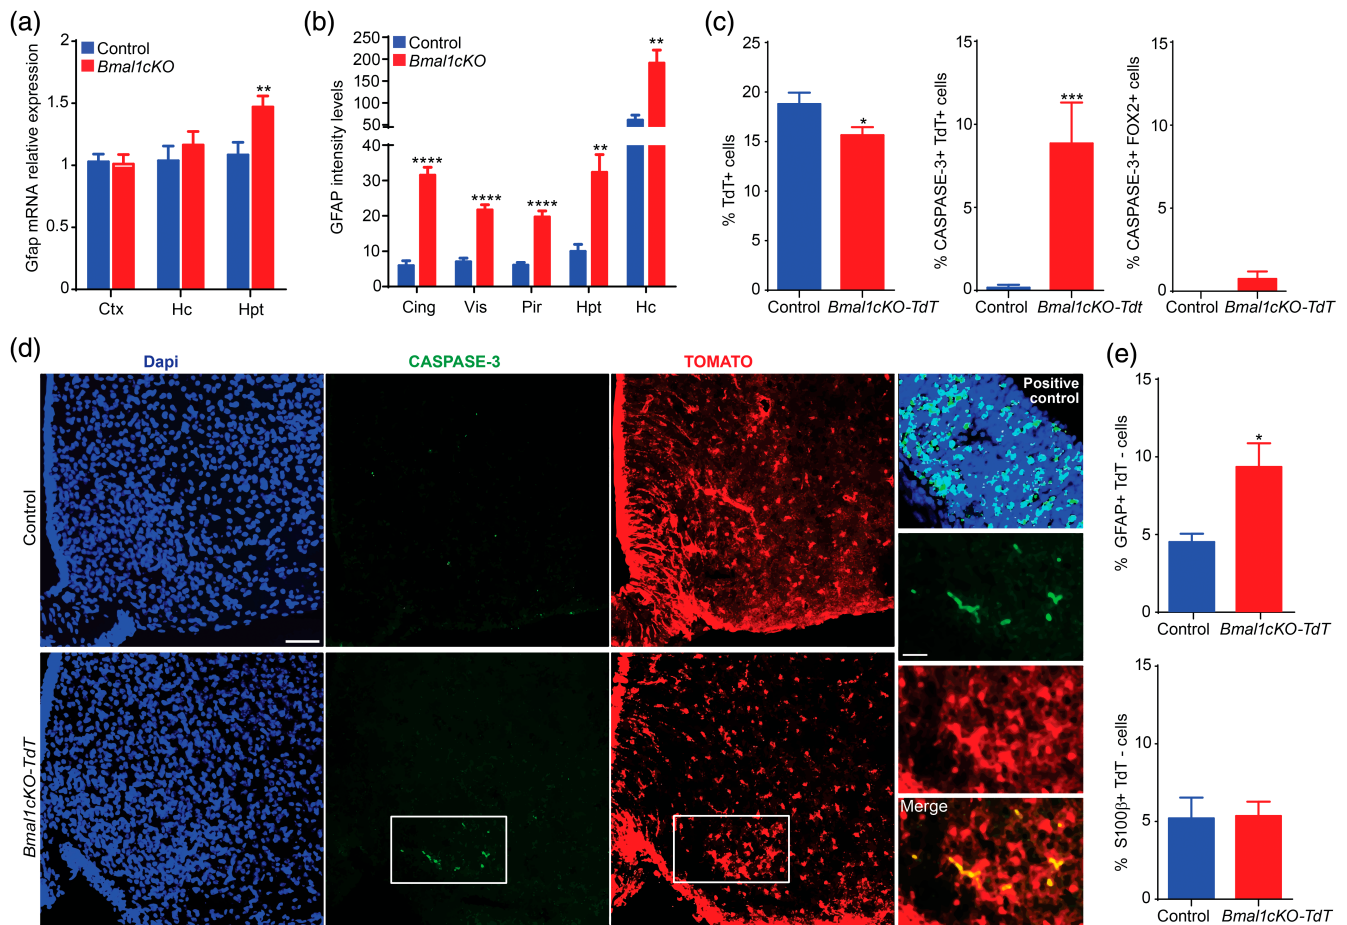 (a)
Gfap mRNA relative expression
2
1.5
1
0.5
0
Control
Bmal1cKO
**
Ctx Hc Hpt
(b)
GFAP intensity levels
250
200
150
100
50
40
30
20
10
0
Control
Bmal1cKO
**** **** **** ** **
Cing Vis Pir Hpt Hc
(c)
% TdT+ cells
25
20
15
10
5
0
*
Control Bmal1cKO-TdT
% CASPASE-3+ TdT+ cells
15
10
5
0
***
Control Bmal1cKO-Tdt
% CASPASE-3+ FOX2+ cells
15
10
5
0
Control Bmal1cKO-TdT
(d)
Dapi CASPASE-3 TOMATO
Control
Positive
control
Bmal1cKO-TdT
Merge
(e)
% GFAP+ TdT - cells
15
10
5
0
*
Control Bmal1cKO-TdT
% S100β+ TdT - cells
15
10
5
0
Control Bmal1cKO-TdT